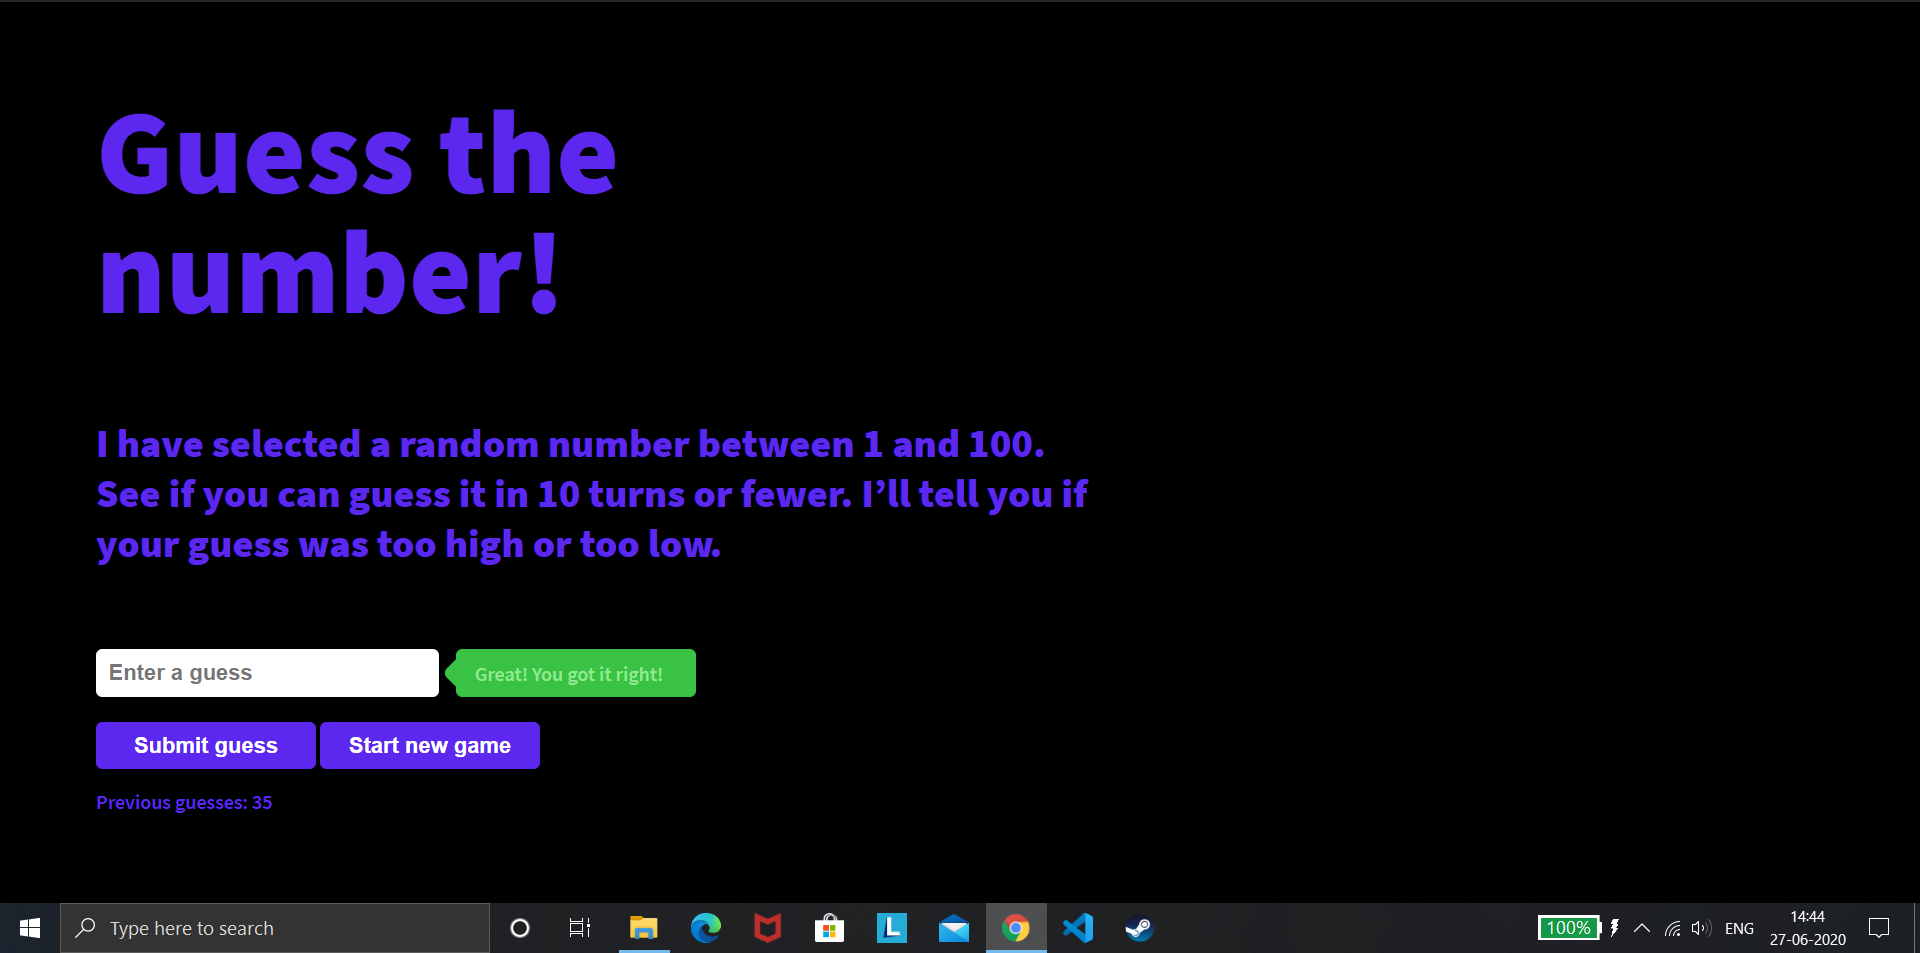 Guess the
number!
I have selected a random number between 1 and 100.
See if you can guess it in 10 turns or fewer. I’ll tell you if
your guess was too high or too low.
Enter a guess
Great! You got it right!
Submit guess
Start new game
Previous guesses: 35
Type here to search
L
100%
ENG
14:44
27-06-2020